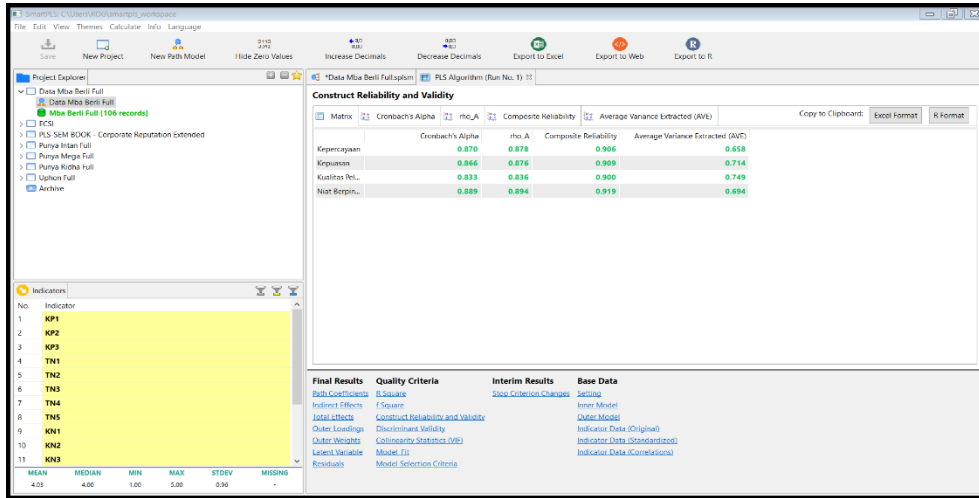 SmartPLS: C:\Users\ROG\smartpls_workspace
File Edit View Themes Calculate Info Language
Save New Project New Path Model Hide Zero Values Increase Decimals Decrease Decimals Export to Excel Export to Web Export to R
Project Explorer
Data Mba Berli Full
Data Mba Berli Full
Mba Berli Full [106 records]
ECSI
PLS-SEM BOOK - Corporate Reputation Extended
Punya Intan Full
Punya Mega Full
Punya Ridha Full
Uphon Full
Archive
Indicators
No. Indicator
1 KP1
2 KP2
3 KP3
4 TN1
5 TN2
6 TN3
7 TN4
8 TN5
9 KN1
10 KN2
11 KN3
MEAN MEDIAN MIN MAX STDEV MISSING
4.03 4.00 1.00 5.00 0.96 -
*Data Mba Berli Full.splsm PLS Algorithm (Run No. 1)
Construct Reliability and Validity
Matrix Cronbach's Alpha rho_A Composite Reliability Average Variance Extracted (AVE) Copy to Clipboard: Excel Format R Format
Cronbach's Alpha rho_A Composite Reliability Average Variance Extracted (AVE)
Kepercayaan 0.870 0.878 0.906 0.658
Kepuasan 0.866 0.876 0.909 0.714
Kualitas Pel... 0.833 0.836 0.900 0.749
Niat Berpin... 0.889 0.894 0.919 0.694
Final Results Quality Criteria Interim Results Base Data
Path Coefficients R Square Stop Criterion Changes Setting
Indirect Effects f Square Inner Model
Total Effects Construct Reliability and Validity Outer Model
Outer Loadings Discriminant Validity Indicator Data (Original)
Outer Weights Collinearity Statistics (VIF) Indicator Data (Standardized)
Latent Variable Model_Fit Indicator Data (Correlations)
Residuals Model Selection Criteria